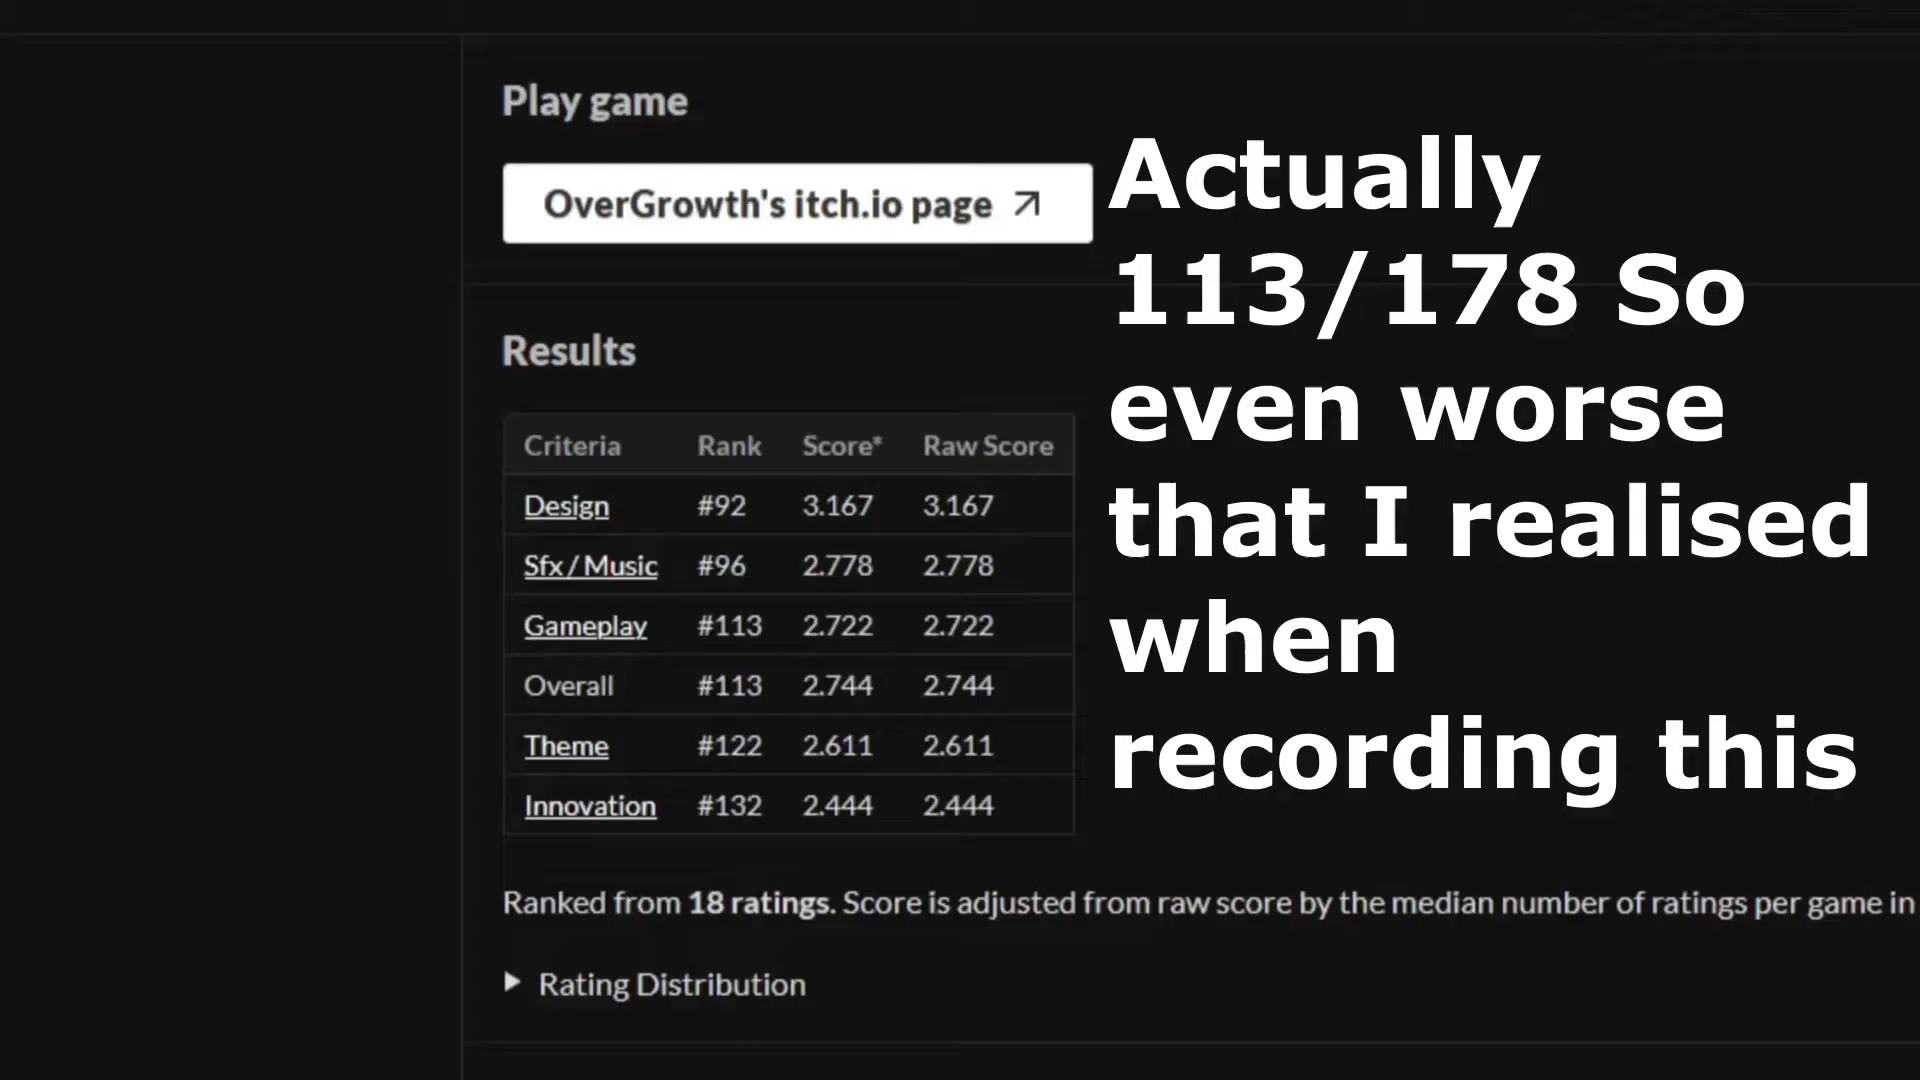 Play game
OverGrowth's itch.io page
Actually
113/178 So
even worse
that I realised
when
recording this
Results
Criteria Rank Score* Raw Score
Design #92 3.167 3.167
Sfx / Music #96 2.778 2.778
Gameplay #113 2.722 2.722
Overall #113 2.744 2.744
Theme #122 2.611 2.611
Innovation #132 2.444 2.444
Ranked from 18 ratings. Score is adjusted from raw score by the median number of ratings per game in
Rating Distribution